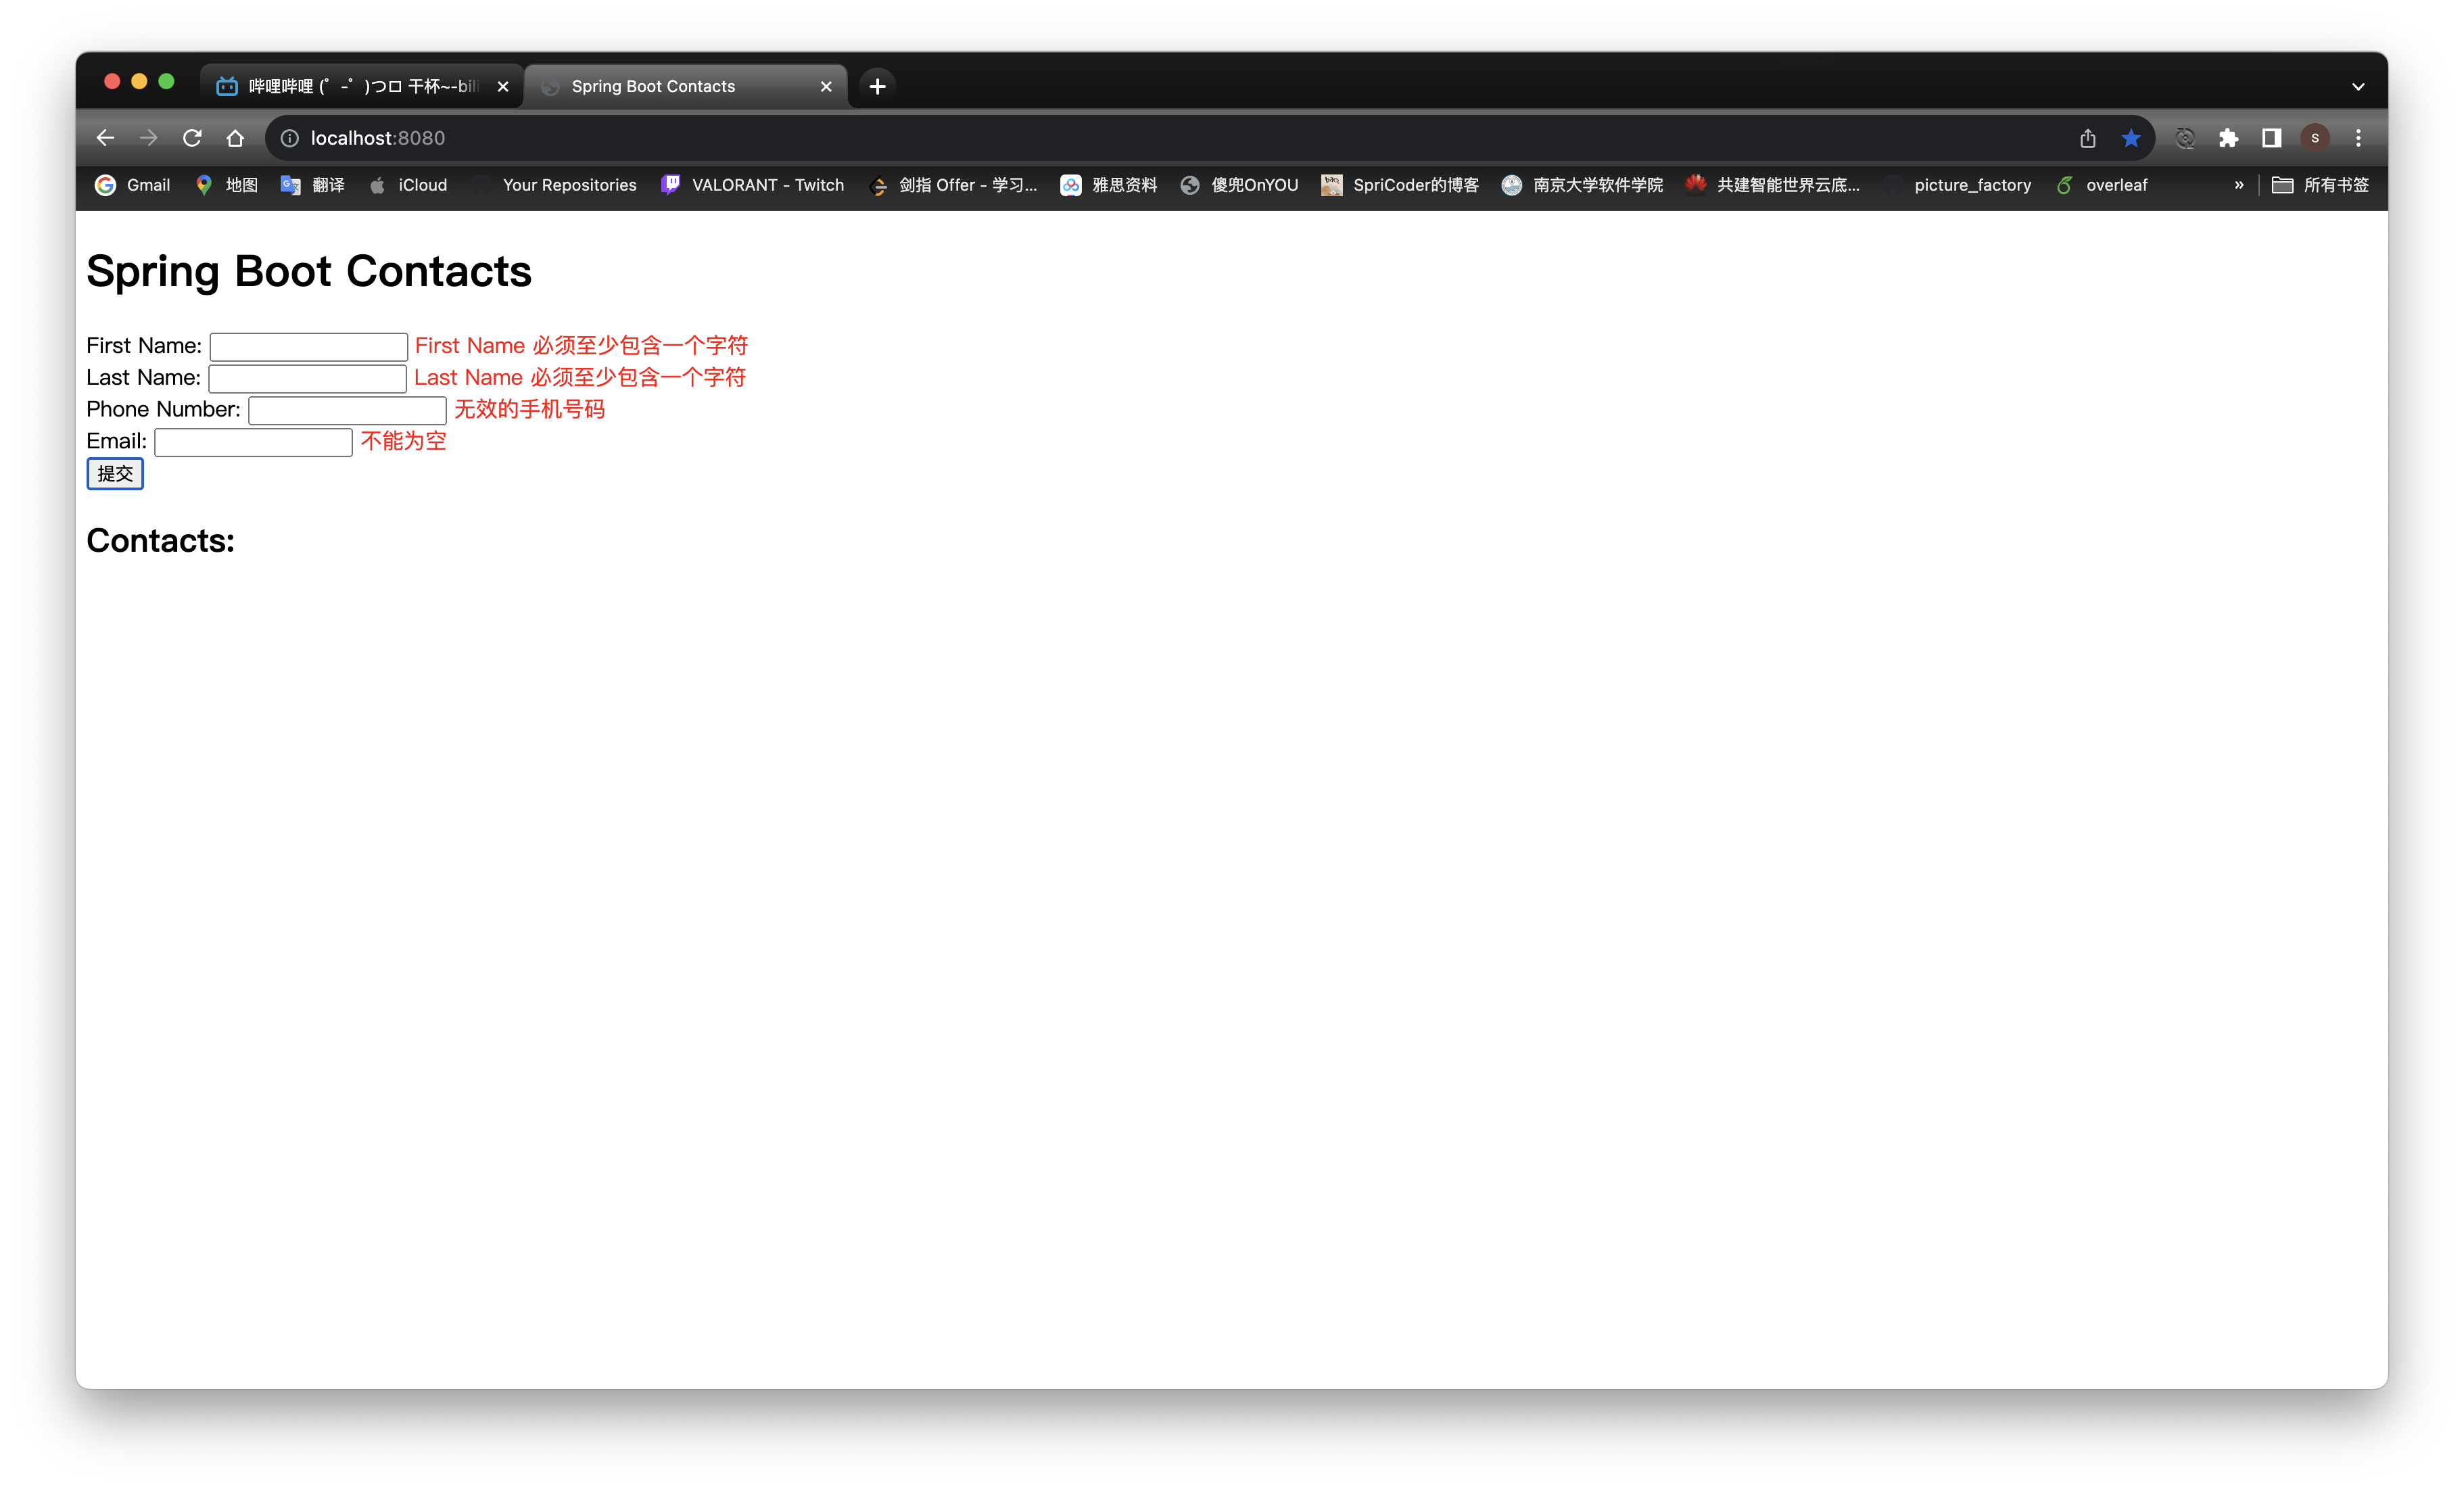 哔哩哔哩 (゜-゜)つロ 干杯~-bili
Spring Boot Contacts
localhost:8080
S
Gmail 地图 翻译 iCloud Your Repositories VALORANT - Twitch 剑指 Offer - 学习... 雅思资料 傻兜OnYOU SpriCoder的博客 南京大学软件学院 共建智能世界云底... picture_factory overleaf » 所有书签
Spring Boot Contacts
First Name: First Name 必须至少包含一个字符
Last Name: Last Name 必须至少包含一个字符
Phone Number: 无效的手机号码
Email: 不能为空
提交
Contacts: